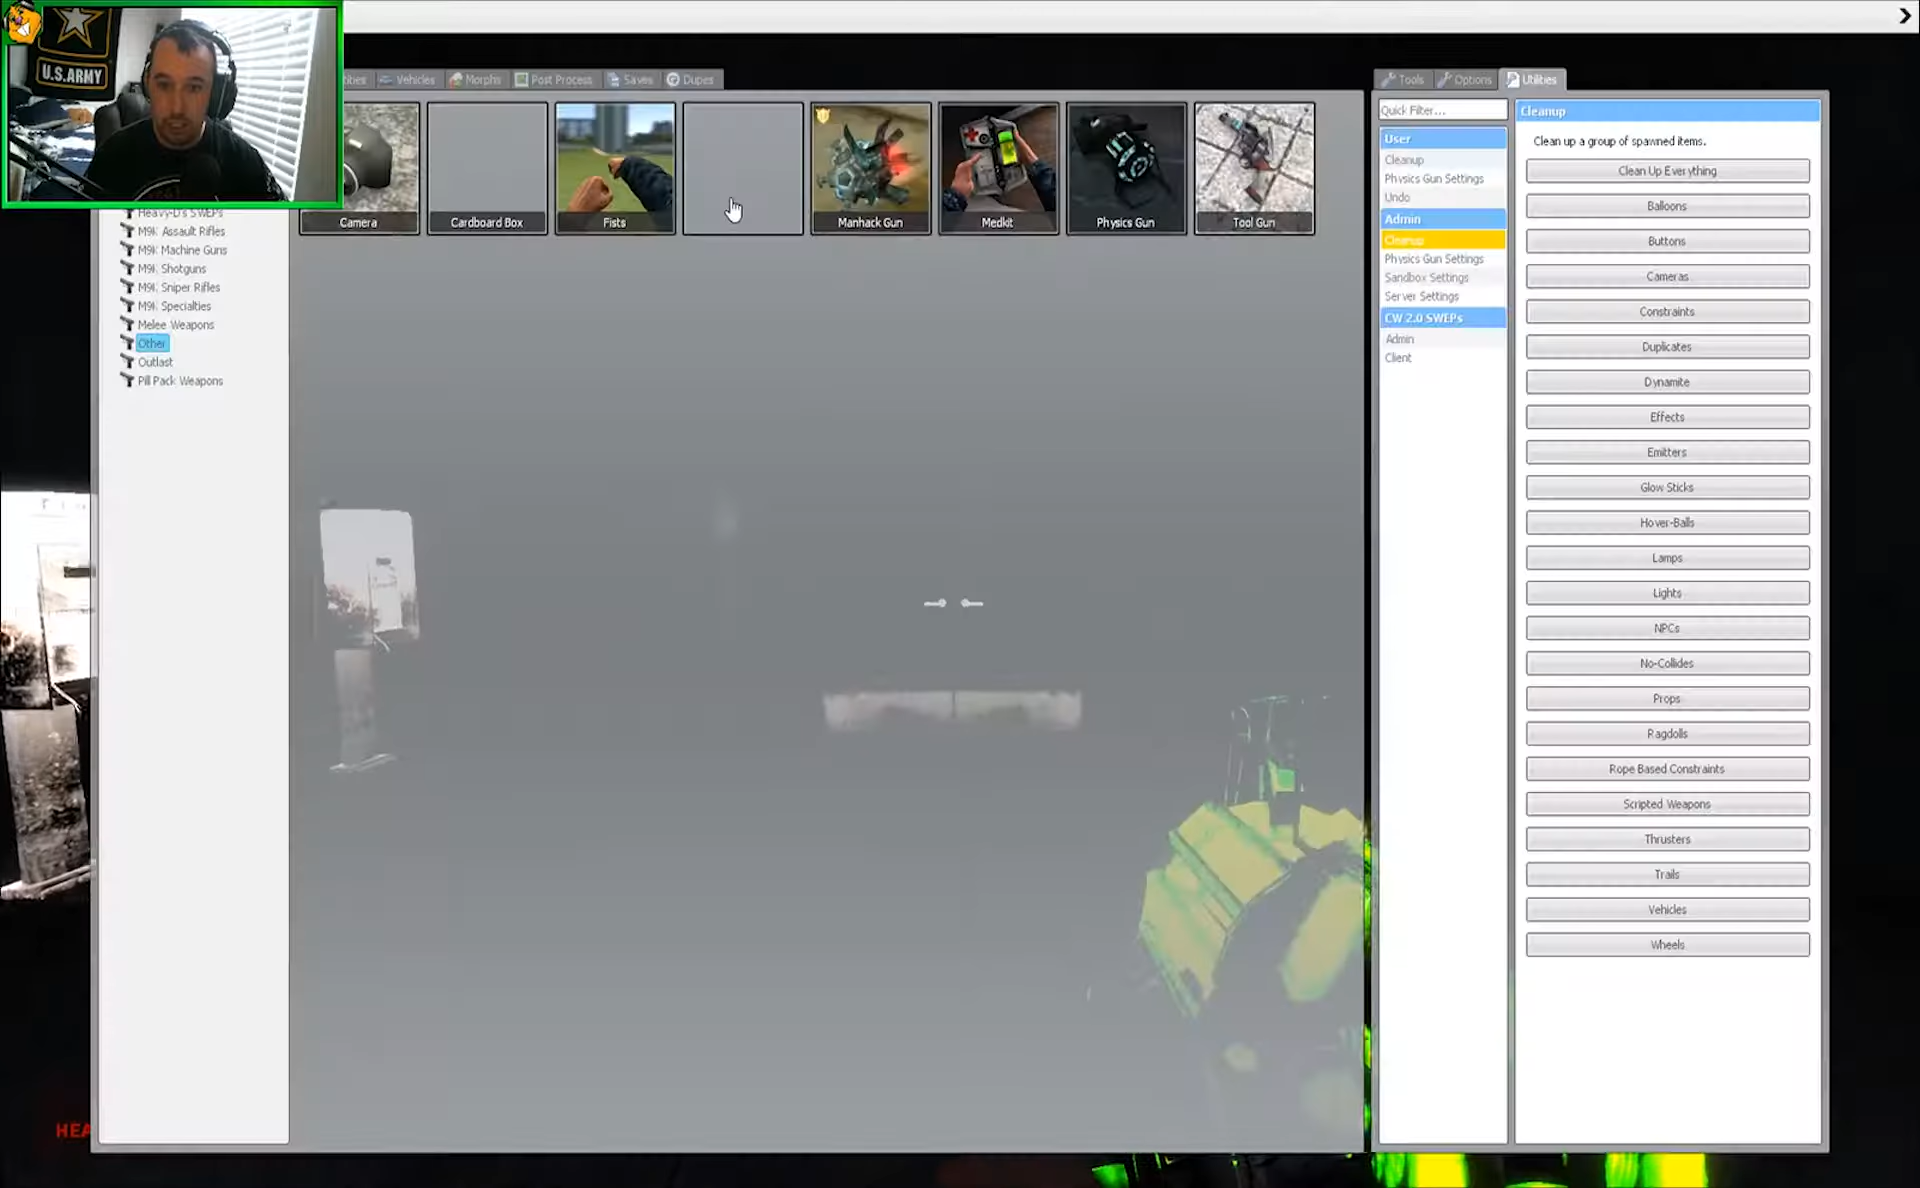 U.S.ARMY
Vehicles
Morphs
Post Process
Saves
Dupes
Tools
Options
Utilities
Camera
Cardboard Box
Fists
Manhack Gun
Medkit
Physics Gun
Tool Gun
Heavy-D's SWEPs
M9K Assault Rifles
M9K Machine Guns
M9K Shotguns
M9K Sniper Rifles
M9K Specialties
Melee Weapons
Other
Outlast
Pill Pack Weapons
Quick Filter...
User
Cleanup
Physics Gun Settings
Undo
Admin
Cleanup
Physics Gun Settings
Sandbox Settings
Server Settings
CW 2.0 SWEPs
Admin
Client
Cleanup
Clean up a group of spawned items.
Clean Up Everything
Balloons
Buttons
Cameras
Constraints
Duplicates
Dynamite
Effects
Emitters
Glow Sticks
Hover-Balls
Lamps
Lights
NPCs
No-Collides
Props
Ragdolls
Rope Based Constraints
Scripted Weapons
Thrusters
Trails
Vehicles
Wheels
HEA